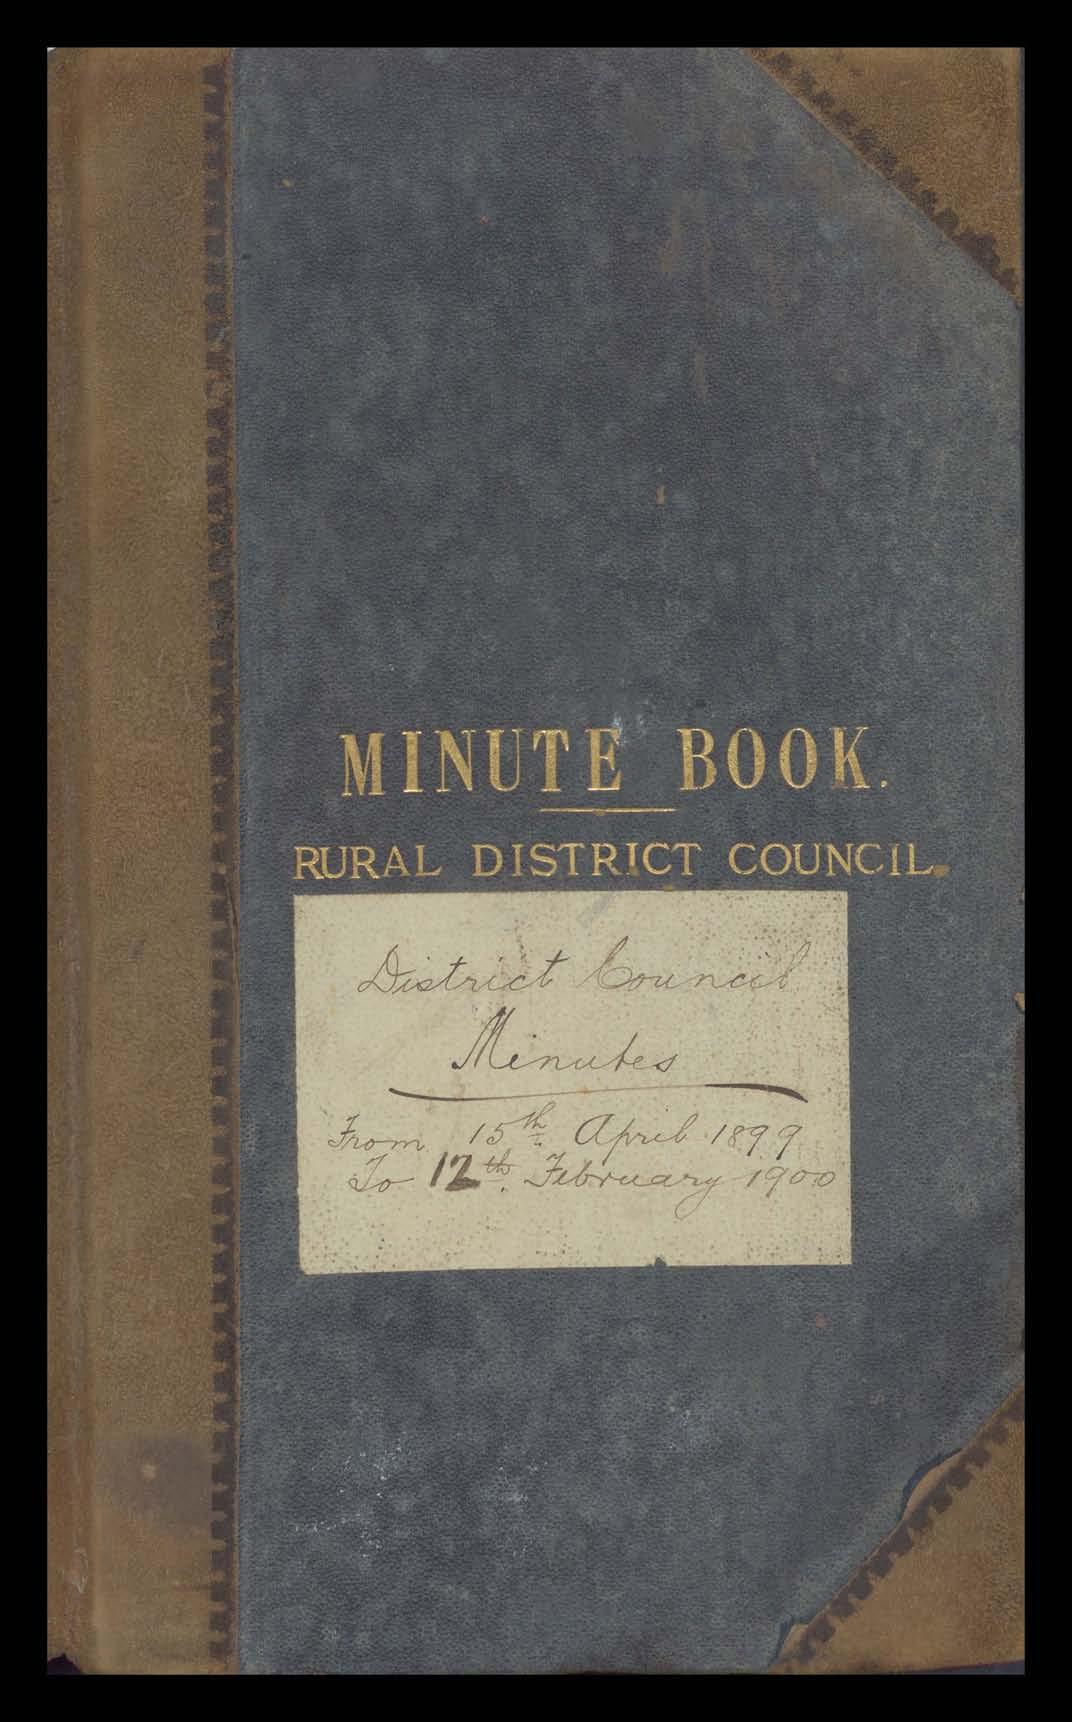 MINUTE BOOK.
RURAL DISTRICT COUNCIL.
District Council
Minutes
From 15th April 1899
To 12th February 1900